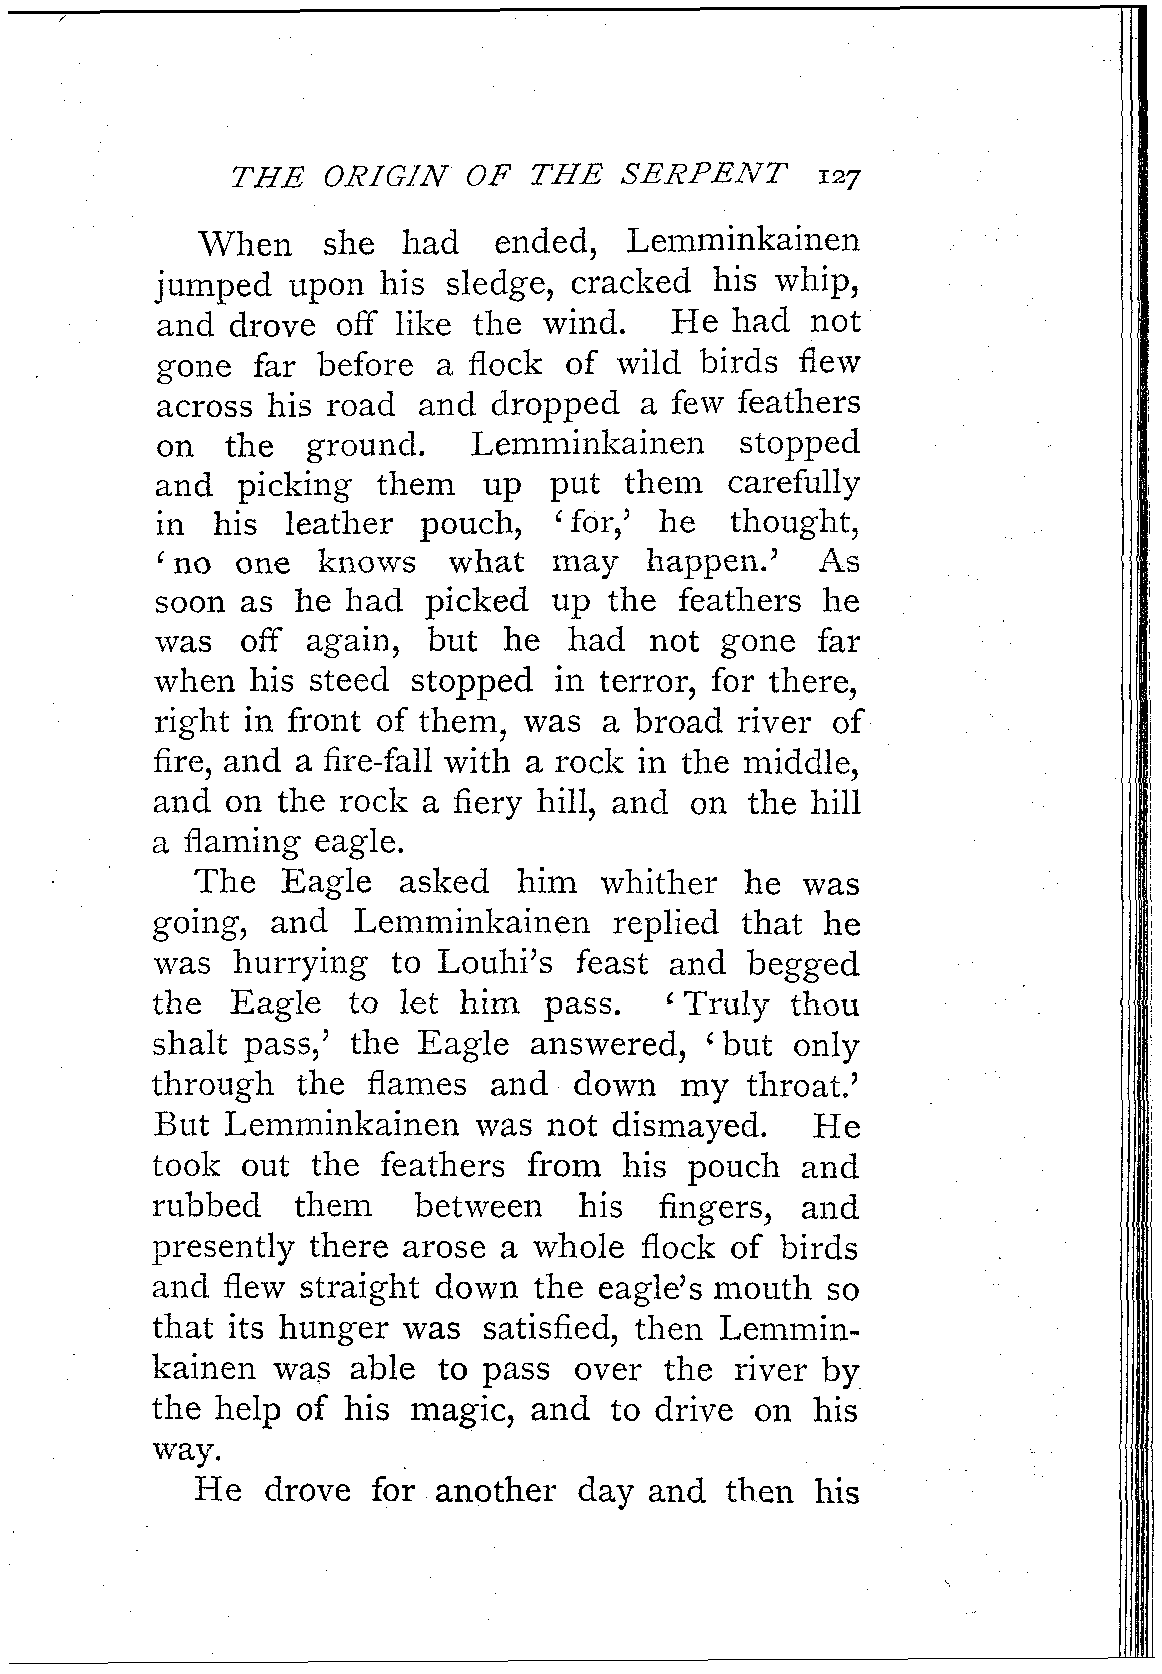 THE ORIGIN OF THE SERPENT 127
When she had ended, Lemminkainen
jumped upon his sledge, cracked his whip,
and drove off like the wind. He had not
gone far before a flock of wild birds flew
across his road and dropped a few feathers
on the ground. Lemminkainen stopped
and picking them up put them carefully
in his leather pouch, ‘for,’ he thought,
‘no one knows what may happen.’ As
soon as he had picked up the feathers he
was off again, but he had not gone far
when his steed stopped in terror, for there,
right in front of them, was a broad river of
fire, and a fire-fall with a rock in the middle,
and on the rock a fiery hill, and on the hill
a flaming eagle.
The Eagle asked him whither he was
going, and Lemminkainen replied that he
was hurrying to Louhi’s feast and begged
the Eagle to let him pass. ‘Truly thou
shalt pass,’ the Eagle answered, ‘but only
through the flames and down my throat.’
But Lemminkainen was not dismayed. He
took out the feathers from his pouch and
rubbed them between his fingers, and
presently there arose a whole flock of birds
and flew straight down the eagle’s mouth so
that its hunger was satisfied, then Lemmin-
kainen was able to pass over the river by
the help of his magic, and to drive on his
way.
He drove for another day and then his